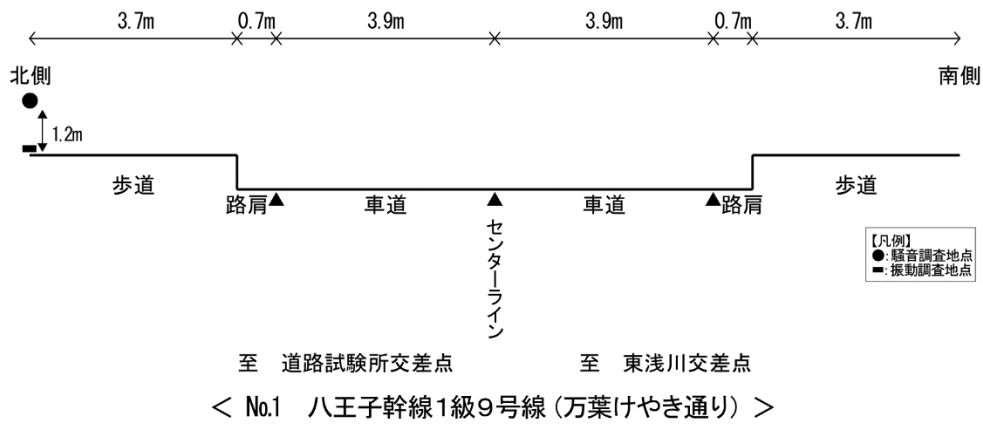 3.7m 0.7m 3.9m 3.9m 0.7m 3.7m
北側 南側
1.2m
歩道 路肩 車道 車道 路肩 歩道
センターライン
【凡例】
●:騒音調査地点
■:振動調査地点
至 道路試験所交差点 至 東浅川交差点
< №1 八王子幹線1級9号線(万葉けやき通り) >